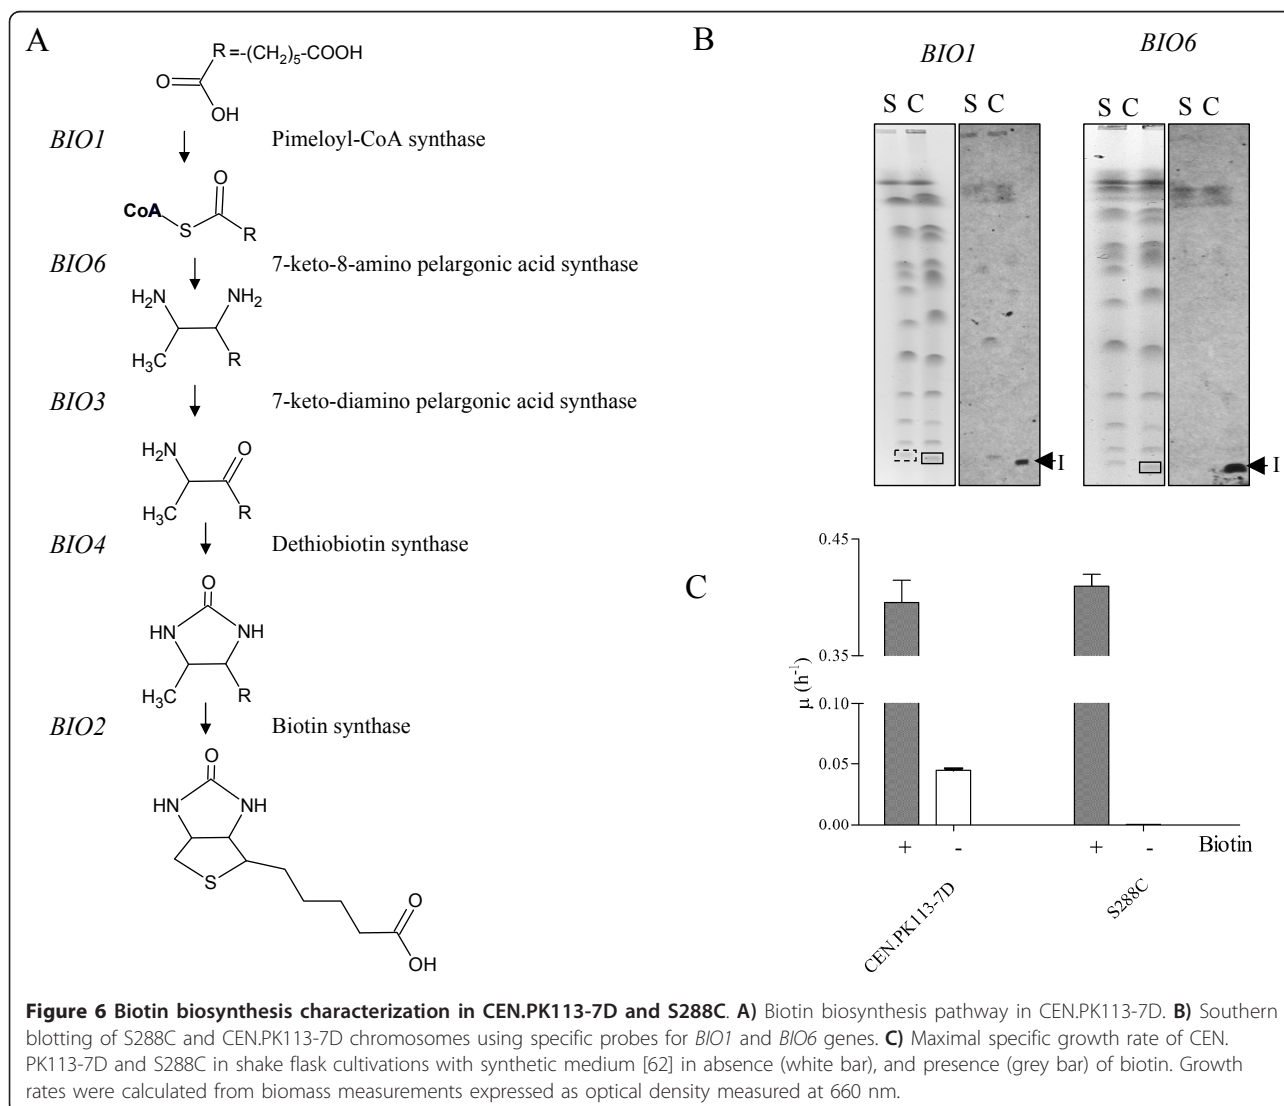 A
R=-(CH2)5-COOH
O
OH
BIO1
Pimeloyl-CoA synthase
O
CoA
S
R
BIO6
7-keto-8-amino pelargonic acid synthase
H2N
NH2
H3C
R
BIO3
7-keto-diamino pelargonic acid synthase
H2N
O
H3C
R
BIO4
Dethiobiotin synthase
O
HN
NH
H3C
R
BIO2
Biotin synthase
O
HN
NH
S
O
OH
B
BIO1
BIO6
S C
S C
S C
S C
I
I
C
0.45
0.35
0.10
0.05
0.00
µ (h-1)
+
-
+
-
Biotin
CEN.PK113-7D
S288C
Figure 6 Biotin biosynthesis characterization in CEN.PK113-7D and S288C. A) Biotin biosynthesis pathway in CEN.PK113-7D. B) Southern
blotting of S288C and CEN.PK113-7D chromosomes using specific probes for BIO1 and BIO6 genes. C) Maximal specific growth rate of CEN.
PK113-7D and S288C in shake flask cultivations with synthetic medium [62] in absence (white bar), and presence (grey bar) of biotin. Growth
rates were calculated from biomass measurements expressed as optical density measured at 660 nm.